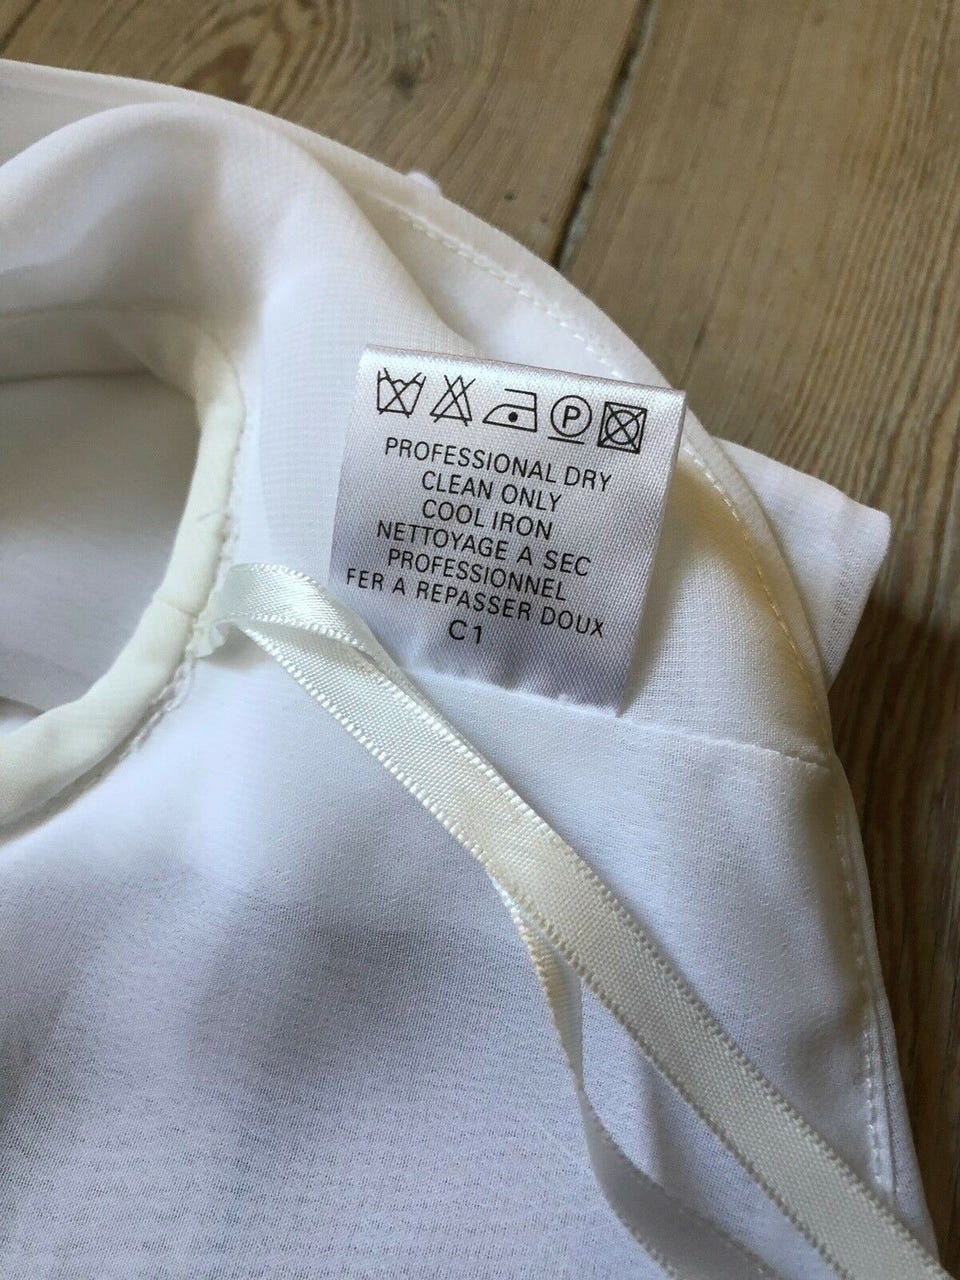 P
PROFESSIONAL DRY
CLEAN ONLY
COOL IRON
NETTOYAGE A SEC
PROFESSIONNEL
FER A REPASSER DOUX
C1